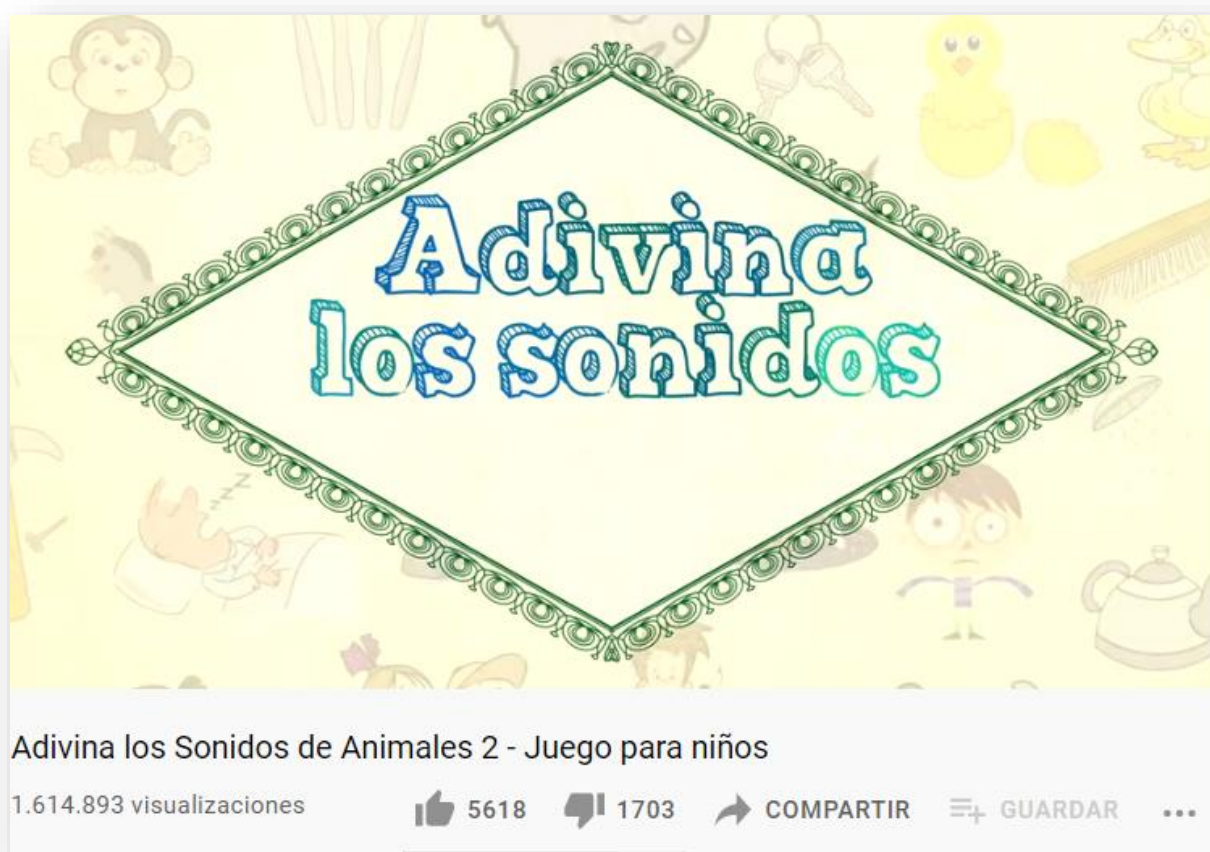 Adivina
los sonidos
zzz
Adivina los Sonidos de Animales 2 - Juego para niños
1.614.893 visualizaciones 5618 1703 COMPARTIR GUARDAR ...